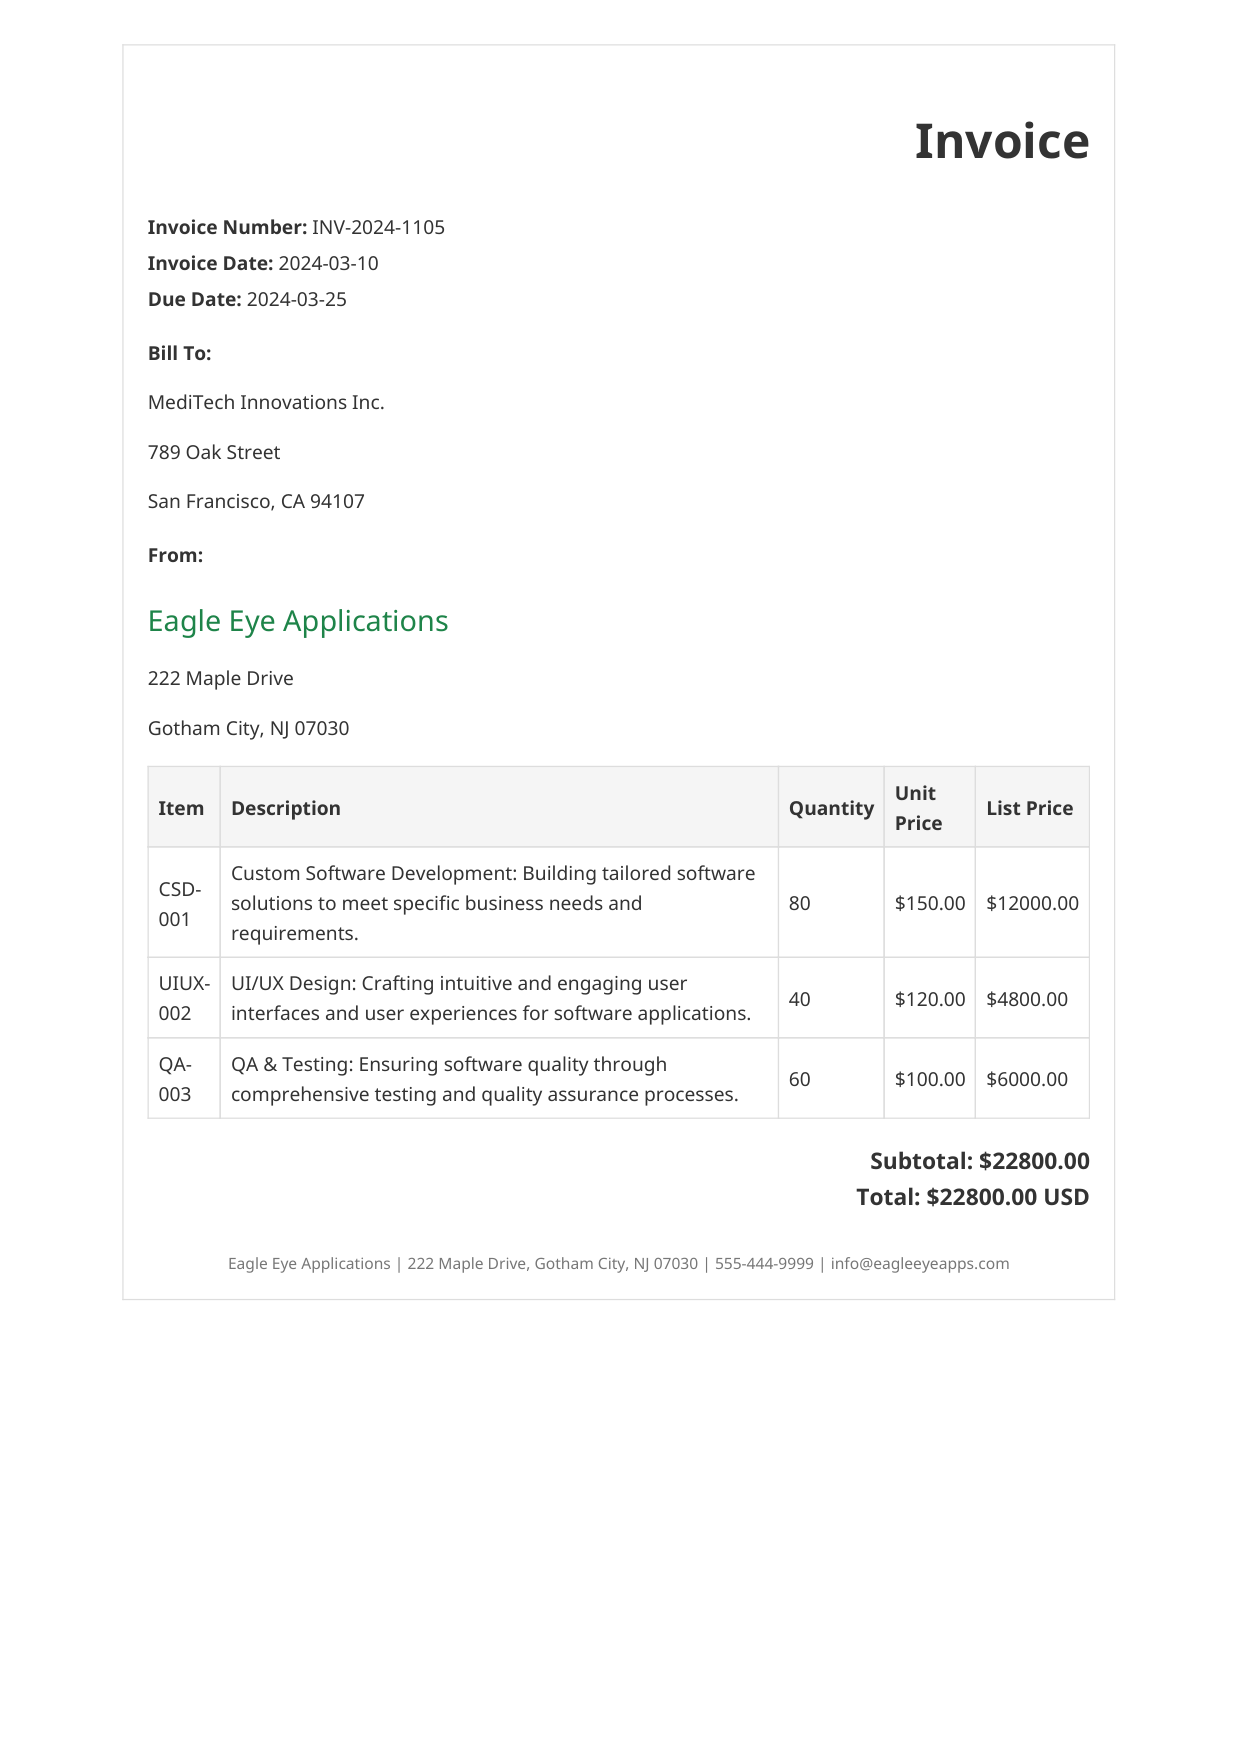 Invoice
Invoice Number: INV-2024-1105
Invoice Date: 2024-03-10
Due Date: 2024-03-25
Bill To:
MediTech Innovations Inc.
789 Oak Street
San Francisco, CA 94107
From:
Eagle Eye Applications
222 Maple Drive
Gotham City, NJ 07030
Item Description Quantity Unit Price List Price
CSD-001 Custom Software Development: Building tailored software solutions to meet specific business needs and requirements. 80 $150.00 $12000.00
UIUX-002 UI/UX Design: Crafting intuitive and engaging user interfaces and user experiences for software applications. 40 $120.00 $4800.00
QA-003 QA & Testing: Ensuring software quality through comprehensive testing and quality assurance processes. 60 $100.00 $6000.00
Subtotal: $22800.00
Total: $22800.00 USD
Eagle Eye Applications | 222 Maple Drive, Gotham City, NJ 07030 | 555-444-9999 | info@eagleeyeapps.com